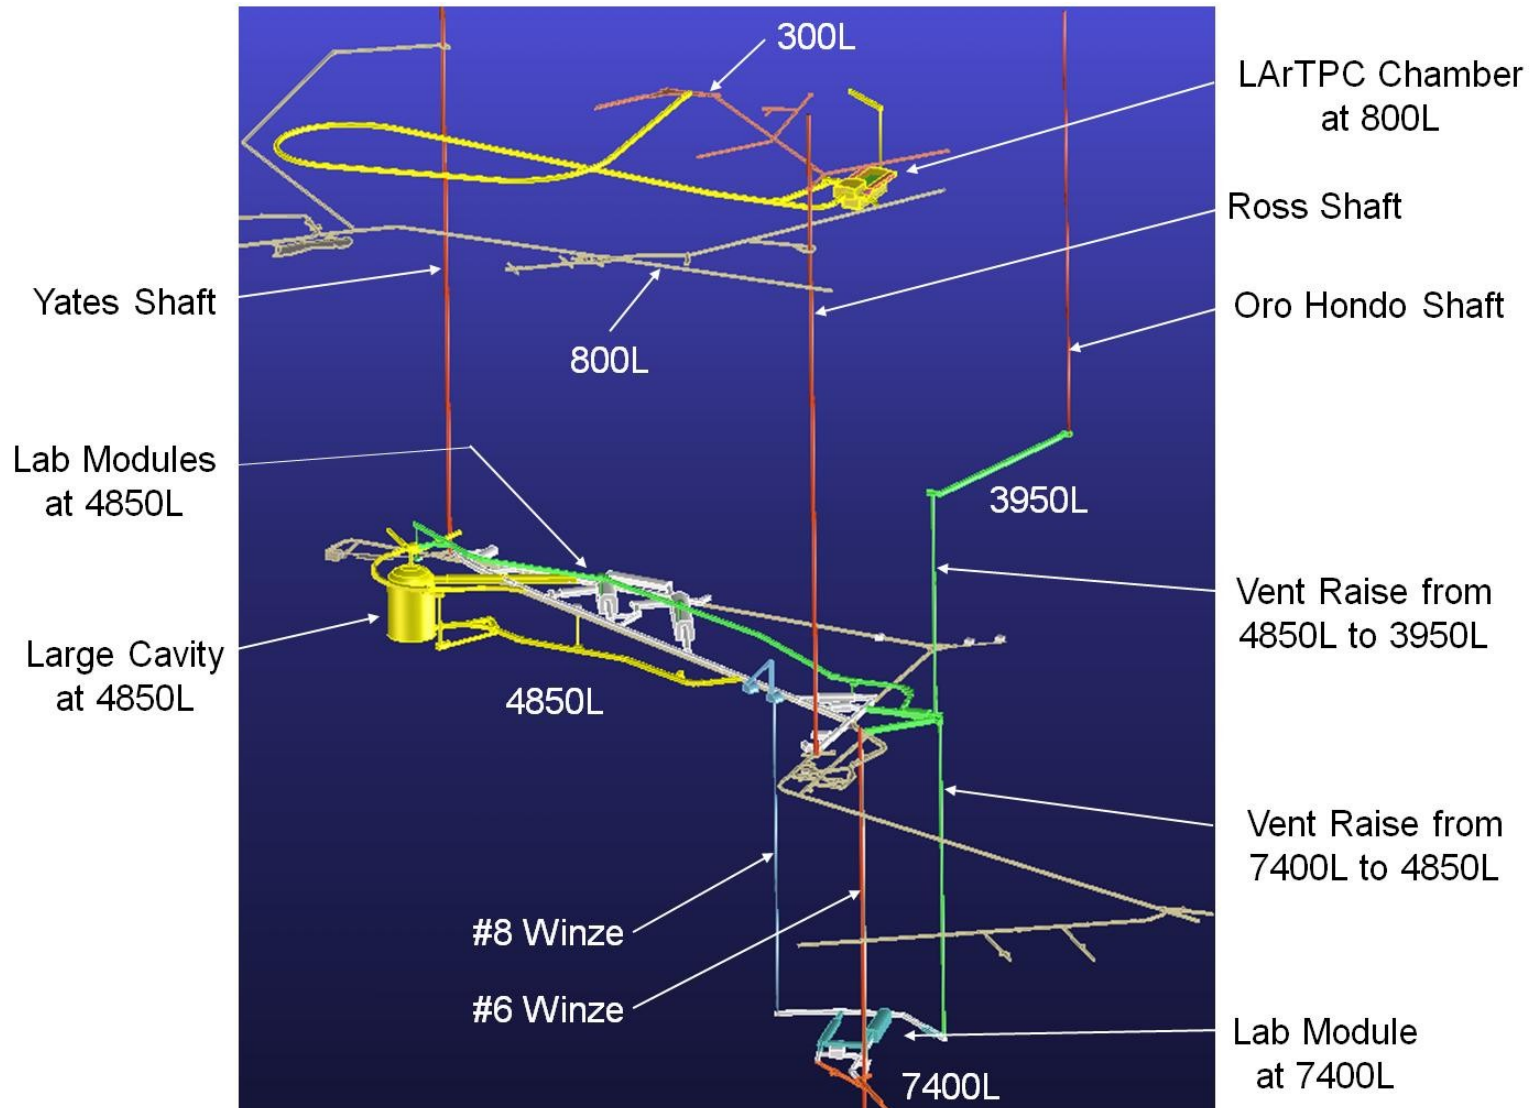 300L
LArTPC Chamber
at 800L
Ross Shaft
Yates Shaft
Oro Hondo Shaft
800L
Lab Modules
at 4850L
3950L
Vent Raise from
4850L to 3950L
Large Cavity
at 4850L
4850L
Vent Raise from
7400L to 4850L
#8 Winze
#6 Winze
Lab Module
at 7400L
7400L